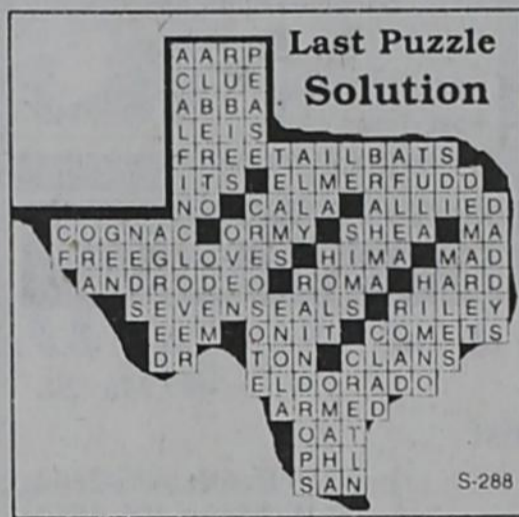 Last Puzzle
Solution
AARP
CLUE
ABBA
LEIS
FREETAILBATS
ITS ELMERFUDD
NO CALA ALLIED
COGNAC ORMY SHEA MA
FREEGLOVES HIMA MAD
ANDRODEO ROMA HARD
SEVENSEALS RILEY
EEM ONIT COMETS
DR TON CLANS
ELDORADO
ARMED
OAT
PHL
SAN
S-288